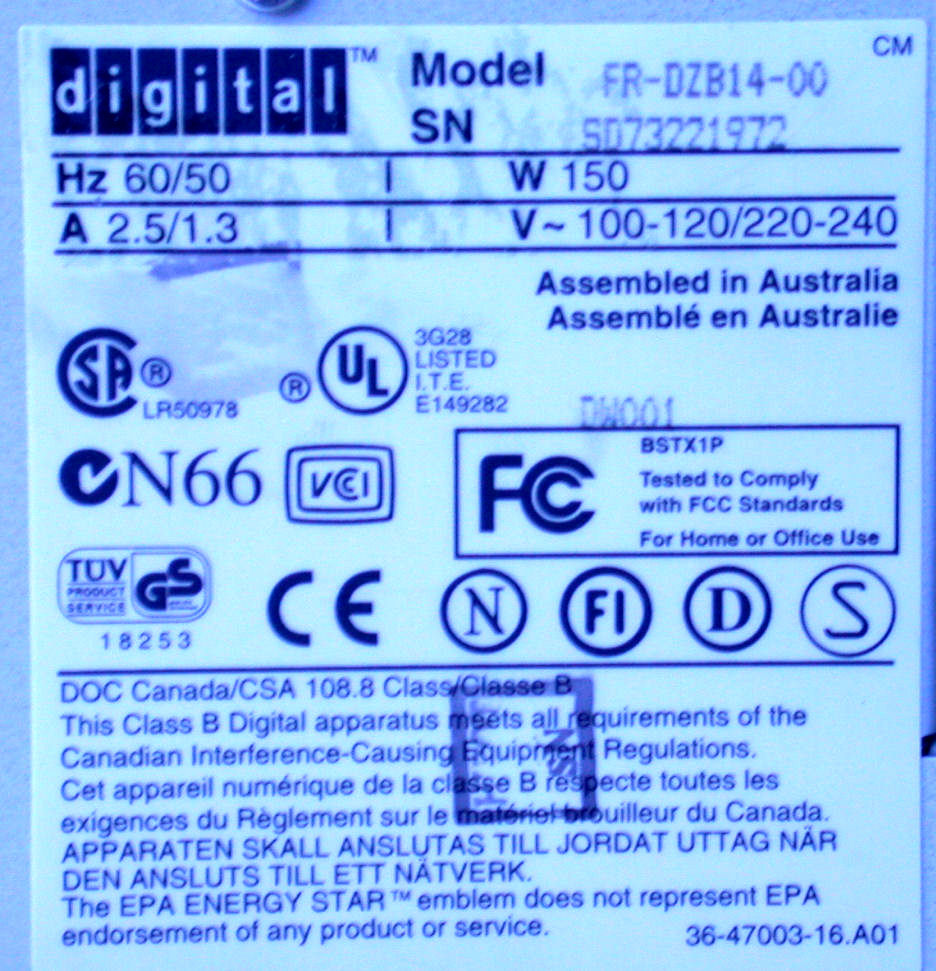 digital™ Model FR-DZB14-00 CM
SN SD73221972
Hz 60/50 | W 150
A 2.5/1.3 | V~ 100-120/220-240
Assembled in Australia
Assemblé en Australie
SA ® LR50978
® UL 3G28
LISTED
I.T.E.
E149282
DW001
N66
VCI
FC
BSTX1P
Tested to Comply
with FCC Standards
For Home or Office Use
TÜV
PRODUCT
SERVICE
GS
18253
CE
N
FI
D
S
DOC Canada/CSA 108.8 Class/Classe B
This Class B Digital apparatus meets all requirements of the
Canadian Interference-Causing Equipment Regulations.
Cet appareil numérique de la classe B respecte toutes les
exigences du Règlement sur le matériel brouilleur du Canada.
APPARATEN SKALL ANSLUTAS TILL JORDAT UTTAG NÄR
DEN ANSLUTS TILL ETT NÄTVERK.
The EPA ENERGY STAR™ emblem does not represent EPA
endorsement of any product or service.
36-47003-16.A01